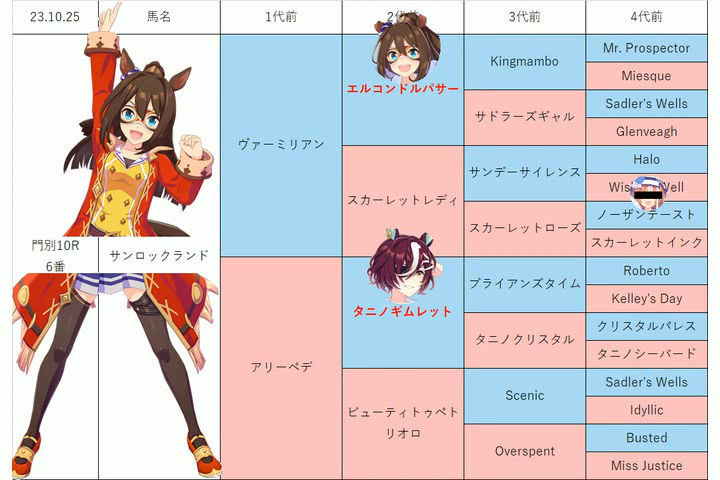 23.10.25 馬名 1代前 2代前 3代前 4代前
門別10R
6番
サンロックランド
ヴァーミリアン
アリーペデ
エルコンドルパサー
スカーレットレディ
タニノギムレット
ビューティトゥペト
リオロ
Kingmambo
サドラーズギャル
サンデーサイレンス
スカーレットローズ
ブライアンズタイム
タニノクリスタル
Scenic
Overspent
Mr. Prospector
Miesque
Sadler's Wells
Glenveagh
Halo
Well
ノーザンテースト
スカーレットインク
Roberto
Kelley's Day
クリスタルパレス
タニノシーバード
Sadler's Wells
Idyllic
Busted
Miss Justice